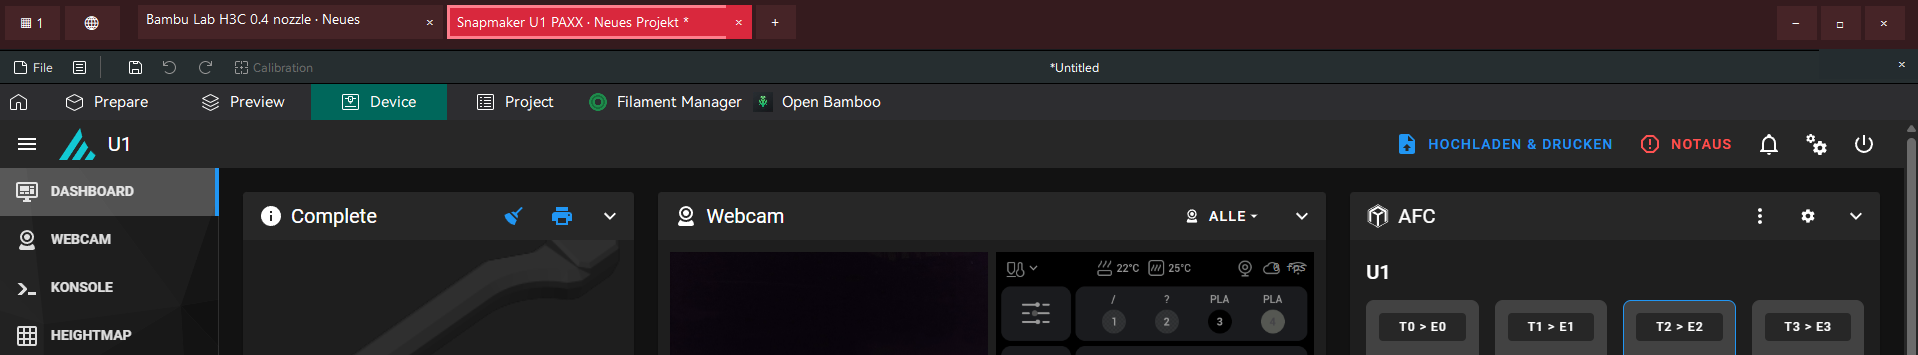 1
Bambu Lab H3C 0.4 nozzle · Neues
Snapmaker U1 PAXX · Neues Projekt *
File
Calibration
*Untitled
Prepare
Preview
Device
Project
Filament Manager
Open Bamboo
U1
HOCHLADEN & DRUCKEN
NOTAUS
DASHBOARD
WEBCAM
KONSOLE
HEIGHTMAP
Complete
Webcam
ALLE
22°C
25°C
/
?
PLA
PLA
1
2
3
4
AFC
U1
T0 > E0
T1 > E1
T2 > E2
T3 > E3